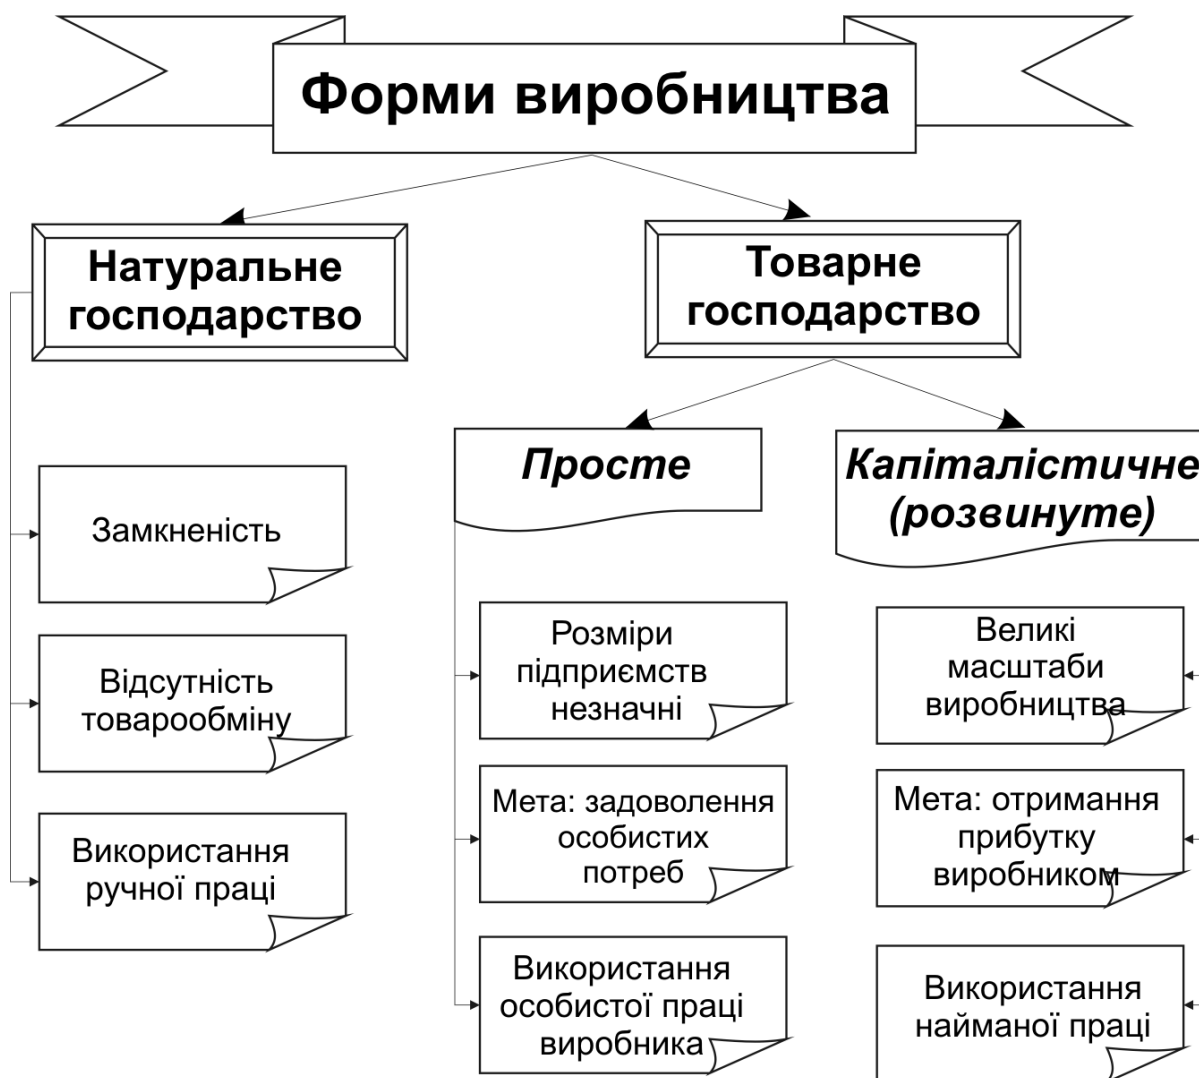 Форми виробництва
Натуральне
господарство
Замкненість
Відсутність
товарообміну
Використання
ручної праці
Товарне
господарство
Просте
Розміри
підприємств
незначні
Мета: задоволення
особистих
потреб
Використання
особистої праці
виробника
Капіталістичне
(розвинуте)
Великі
масштаби
виробництва
Мета: отримання
прибутку
виробником
Використання
найманої праці